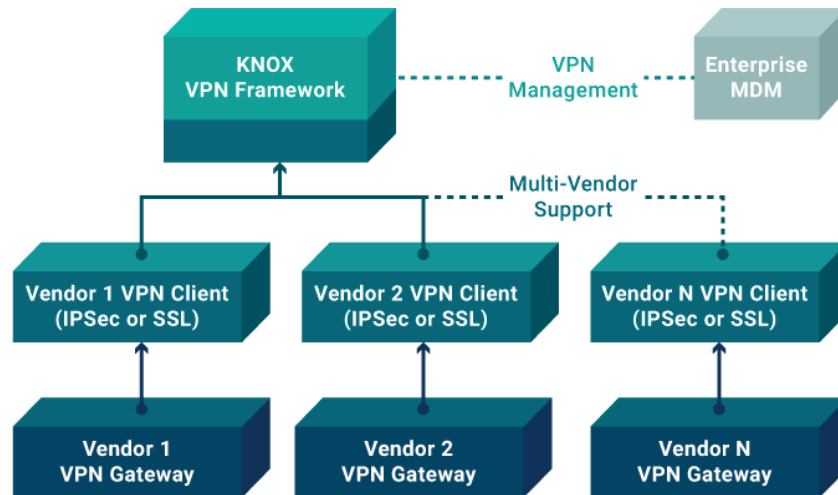 KNOX
VPN Framework
VPN
Management
Enterprise
MDM
Multi-Vendor
Support
Vendor 1 VPN Client
(IPSec or SSL)
Vendor 2 VPN Client
(IPSec or SSL)
Vendor N VPN Client
(IPSec or SSL)
Vendor 1
VPN Gateway
Vendor 2
VPN Gateway
Vendor N
VPN Gateway